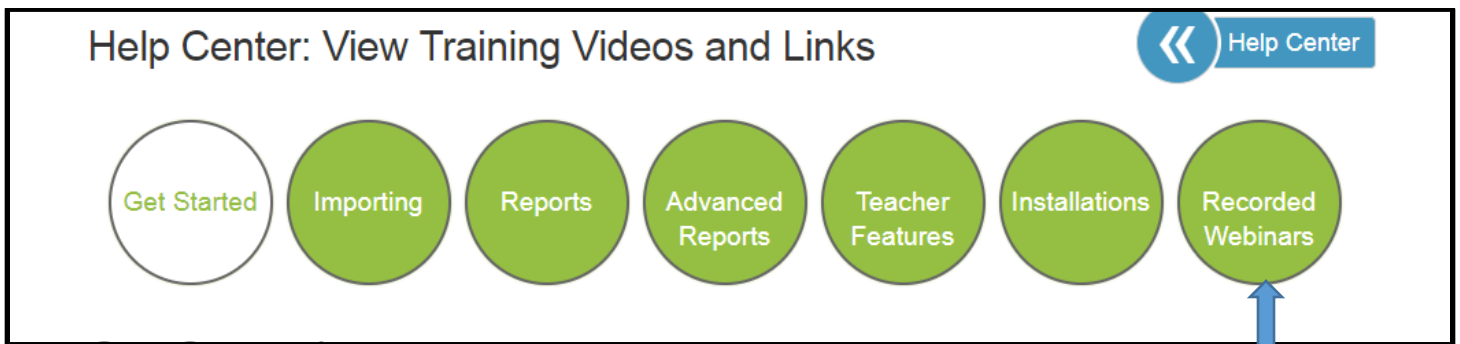 Help Center: View Training Videos and Links
Help Center
Get Started
Importing
Reports
Advanced
Reports
Teacher
Features
Installations
Recorded
Webinars